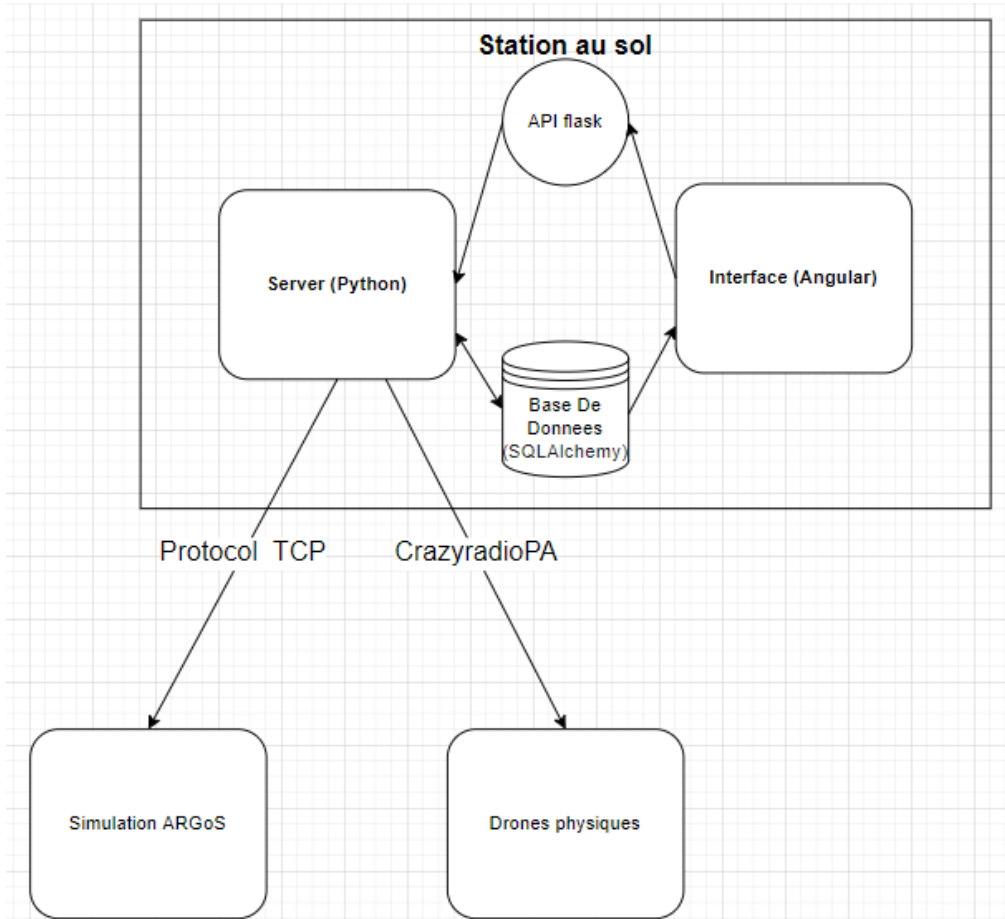 Station au sol
API flask
Server (Python)
Interface (Angular)
Base De
Donnees
(SQLAlchemy)
Protocol TCP
CrazyradioPA
Simulation ARGoS
Drones physiques